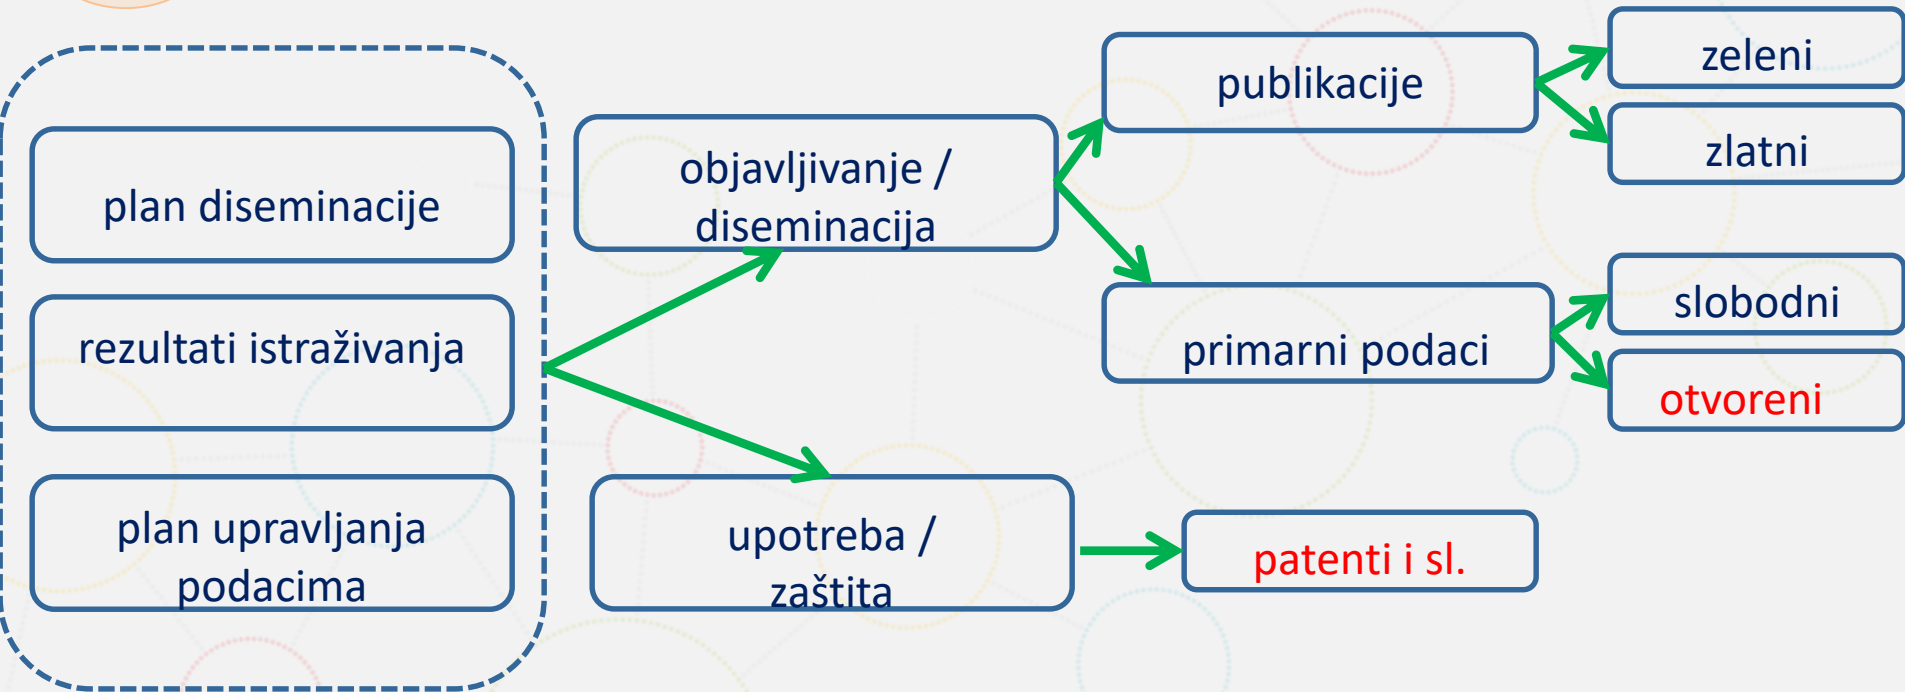 plan diseminacije
rezultati istraživanja
plan upravljanja
podacima
objavljivanje /
diseminacija
upotreba /
zaštita
publikacije
primarni podaci
patenti i sl.
zeleni
zlatni
slobodni
otvoreni